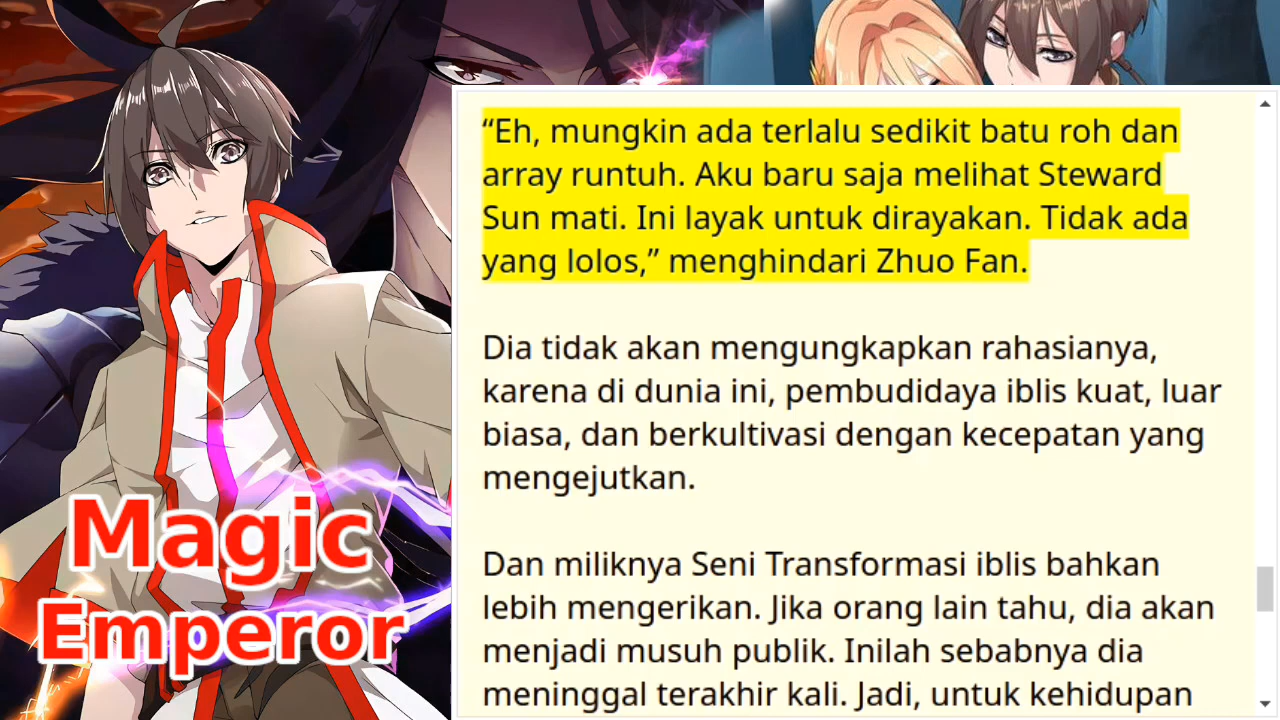 “Eh, mungkin ada terlalu sedikit batu roh dan
array runtuh. Aku baru saja melihat Steward
Sun mati. Ini layak untuk dirayakan. Tidak ada
yang lolos,” menghindari Zhuo Fan.
Dia tidak akan mengungkapkan rahasianya,
karena di dunia ini, pembudidaya iblis kuat, luar
biasa, dan berkultivasi dengan kecepatan yang
mengejutkan.
Dan miliknya Seni Transformasi iblis bahkan
lebih mengerikan. Jika orang lain tahu, dia akan
menjadi musuh publik. Inilah sebabnya dia
meninggal terakhir kali. Jadi, untuk kehidupan
Magic
Emperor